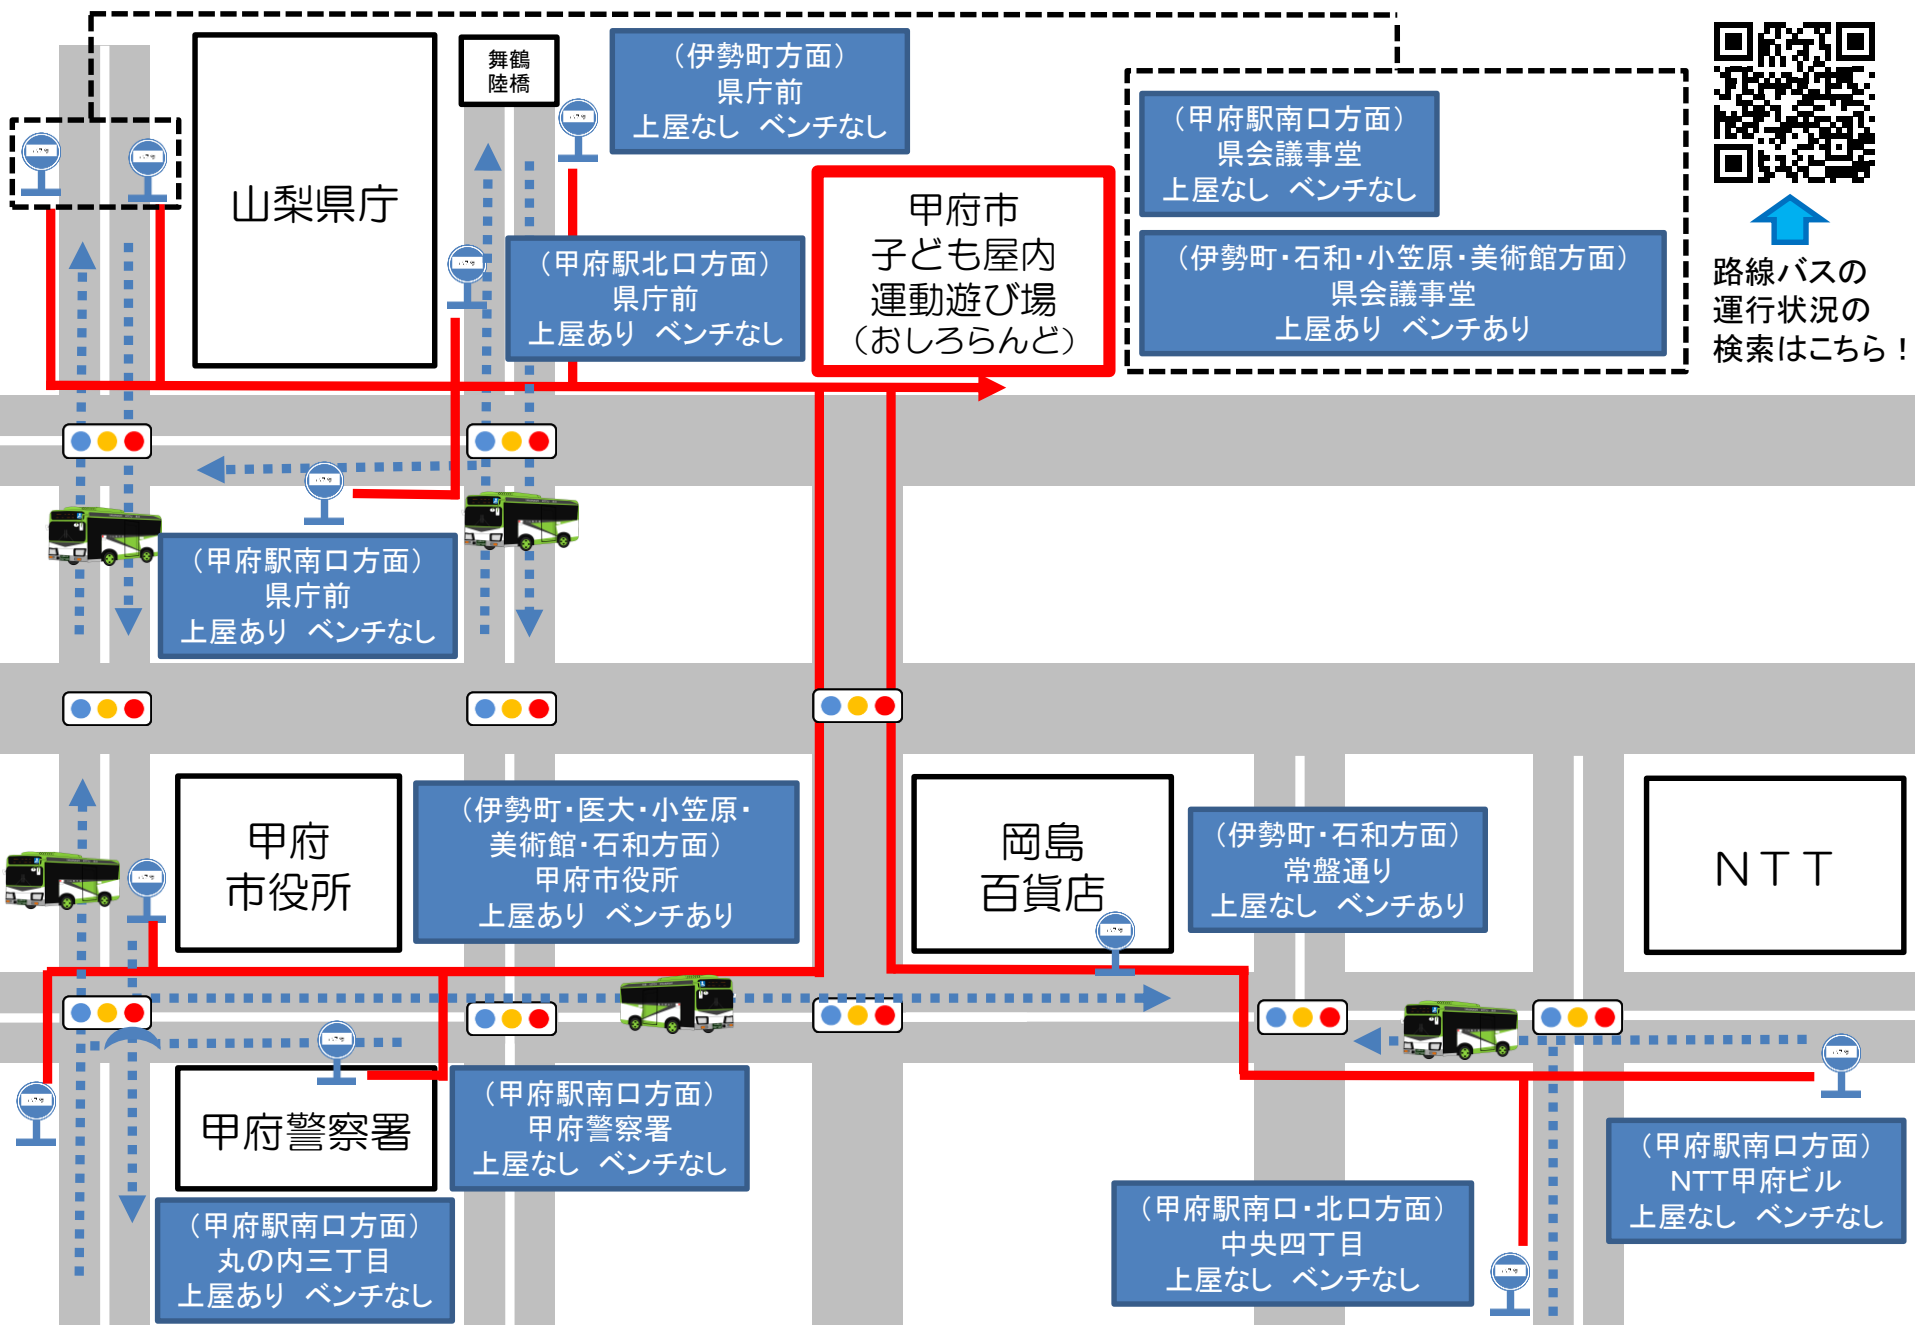 山梨県庁
舞鶴
陸橋
（伊勢町方面）
県庁前
上屋なし　ベンチなし
（甲府駅北口方面）
県庁前
上屋あり　ベンチなし
甲府市
子ども屋内
運動遊び場
（おしろらんど）
（甲府駅南口方面）
県会議事堂
上屋なし　ベンチなし
（伊勢町・石和・小笠原・美術館方面）
県会議事堂
上屋あり　ベンチあり
路線バスの
運行状況の
検索はこちら！
（甲府駅南口方面）
県庁前
上屋あり　ベンチなし
甲府
市役所
（伊勢町・医大・小笠原・
美術館・石和方面）
甲府市役所
上屋あり　ベンチあり
岡島
百貨店
（伊勢町・石和方面）
常盤通り
上屋なし　ベンチあり
ＮＴＴ
甲府警察署
（甲府駅南口方面）
甲府警察署
上屋なし　ベンチなし
（甲府駅南口方面）
丸の内三丁目
上屋あり　ベンチなし
（甲府駅南口・北口方面）
中央四丁目
上屋なし　ベンチなし
（甲府駅南口方面）
NTT甲府ビル
上屋なし　ベンチなし